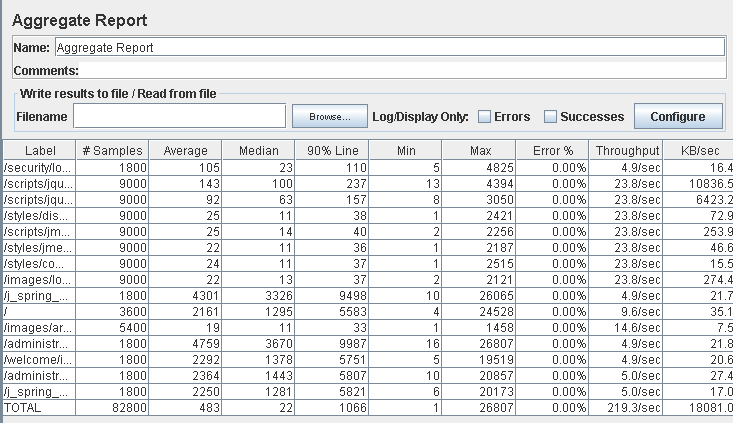 Aggregate Report
Name: Aggregate Report
Comments:
Write results to file / Read from file
Filename Browse... Log/Display Only: Errors Successes Configure
Label # Samples Average Median 90% Line Min Max Error % Throughput KB/sec
/security/lo... 1800 105 23 110 5 4825 0.00% 4.9/sec 16.4
/scripts/jqu... 9000 143 100 237 13 4394 0.00% 23.8/sec 10836.5
/scripts/jqu... 9000 92 63 157 8 3050 0.00% 23.8/sec 6423.2
/styles/dis... 9000 25 11 38 1 2421 0.00% 23.8/sec 72.9
/scripts/jm... 9000 25 14 40 2 2256 0.00% 23.8/sec 253.9
/styles/jme... 9000 22 11 36 1 2187 0.00% 23.8/sec 46.6
/styles/co... 9000 24 11 37 1 2515 0.00% 23.8/sec 15.5
/images/lo... 9000 22 13 37 2 2121 0.00% 23.8/sec 274.4
/j_spring_... 1800 4301 3326 9498 10 26065 0.00% 4.9/sec 21.7
/ 3600 2161 1295 5583 4 24528 0.00% 9.6/sec 35.1
/images/ar... 5400 19 11 33 1 1458 0.00% 14.6/sec 7.5
/administr... 1800 4759 3670 9987 16 26807 0.00% 4.9/sec 21.8
/welcome/i... 1800 2292 1378 5751 5 19519 0.00% 4.9/sec 20.6
/administr... 1800 2364 1443 5807 10 20857 0.00% 5.0/sec 27.4
/j_spring_... 1800 2250 1281 5821 6 20173 0.00% 5.0/sec 17.0
TOTAL 82800 483 22 1066 1 26807 0.00% 219.3/sec 18081.0